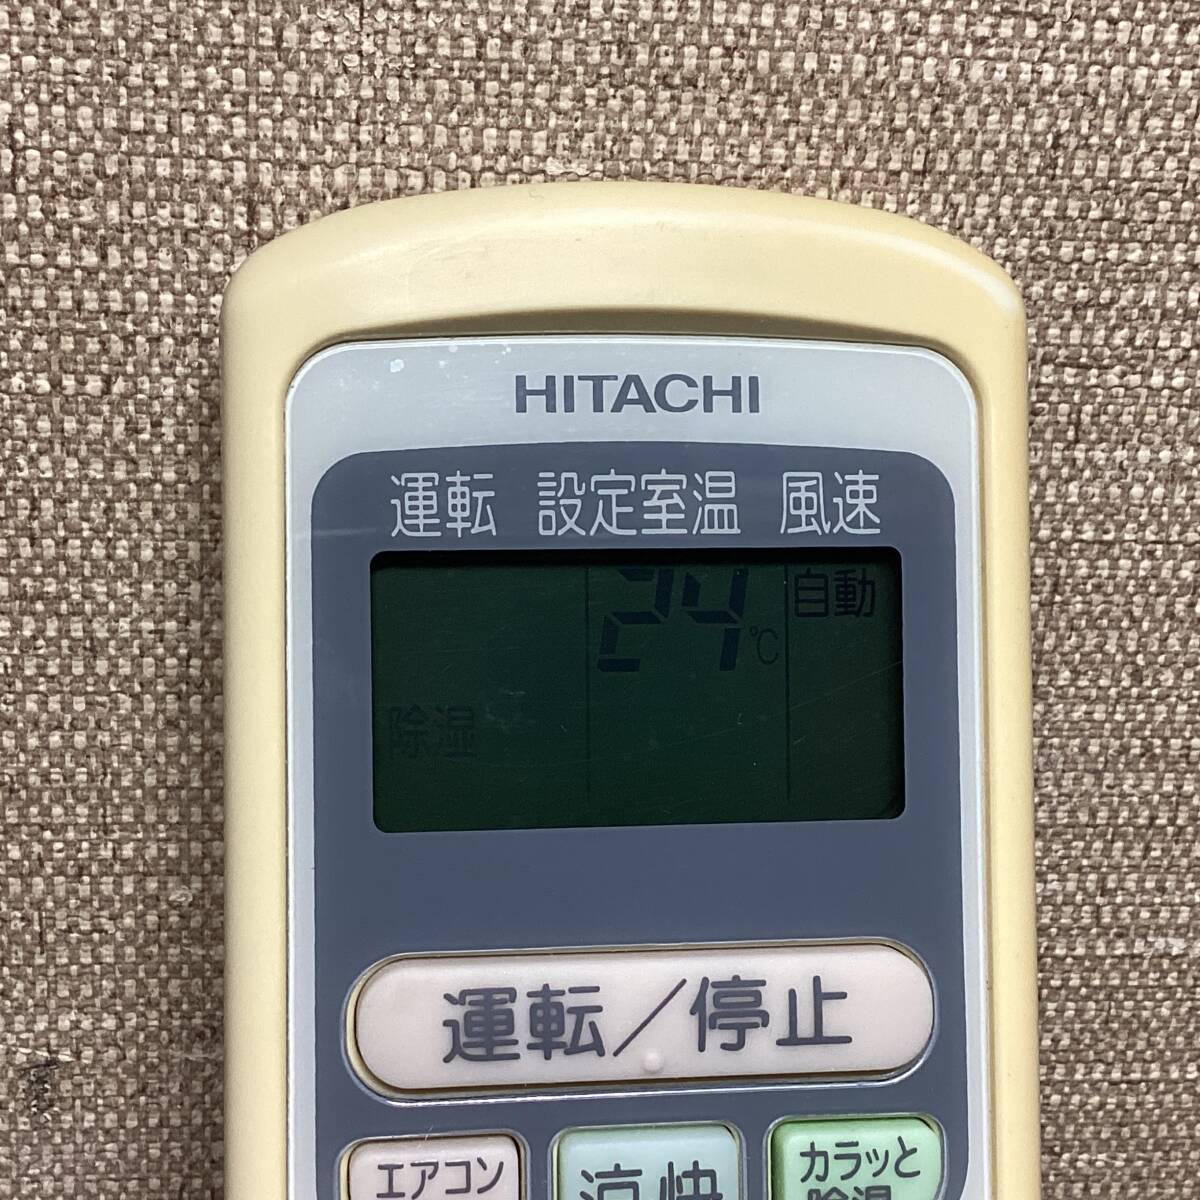 HITACHI
運転 設定室温 風速
24℃ 自動
除湿
運転／停止
エアコン 涼快 カラッと
除湿